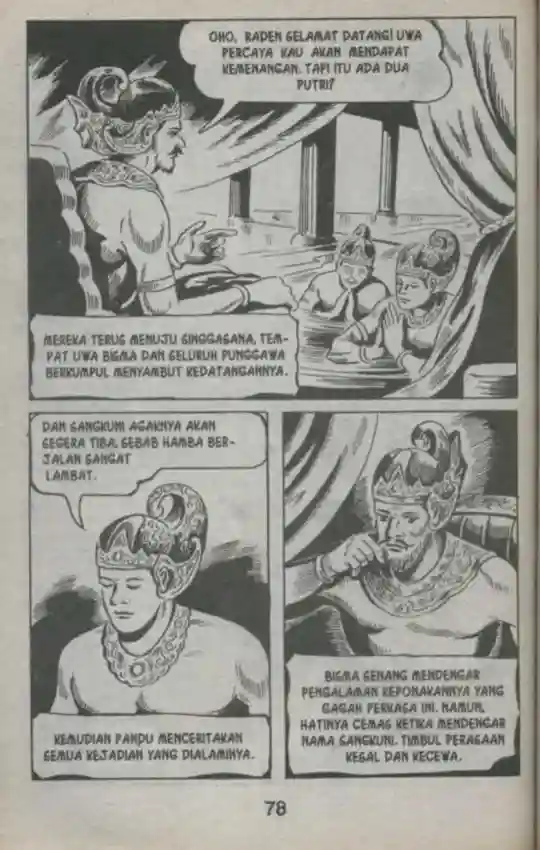 OHO, RADEN SELAMAT DATANG! UWA
PERCAYA KAU AKAN MENDAPAT
KEMENANGAN. TAPI ITU ADA DUA
PUTRI?
MEREKA TERUS MENUJU SINGGASANA, TEM-
PAT UWA BISMA DAN SELURUH PUNGGAWA
BERKUMPUL MENYAMBUT KEDATANGANNYA.
DAN SANGKUNI AGAKNYA AKAN
SEGERA TIBA. SEBAB HAMBA BER-
JALAN SANGAT
LAMBAT.
KEMUDIAN PANDU MENCERITAKAN
SEMUA KEJADIAN YANG DIALAMINYA.
BISMA SENANG MENDENGAR
PENGALAMAN KEPONAKANNYA YANG
GAGAH PERKASA INI. NAMUN,
HATINYA CEMAS KETIKA MENDENGAR
NAMA SANGKUNI. TIMBUL PERASAAN
KESAL DAN KECEWA.
78